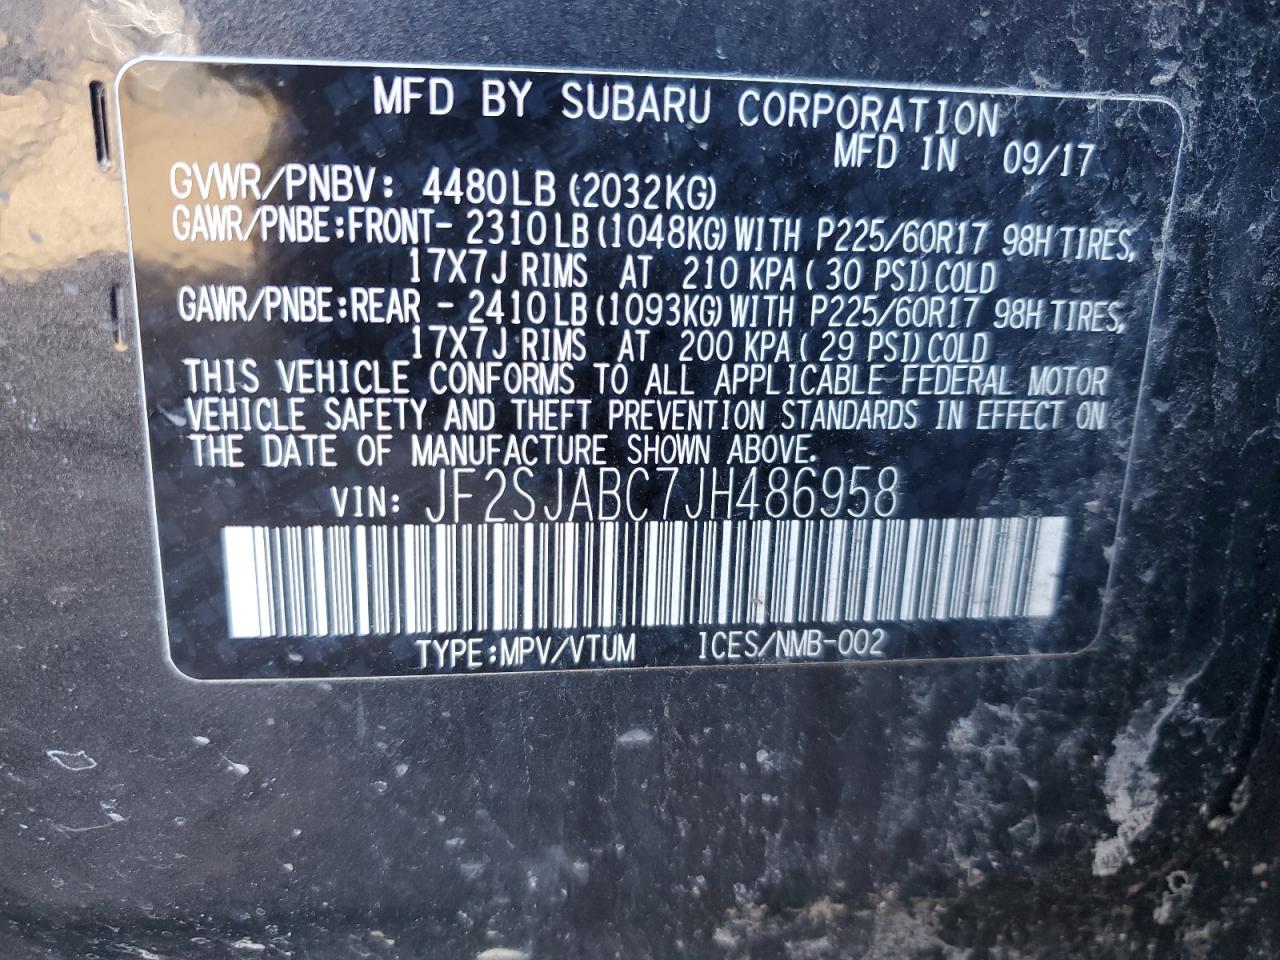 MFD BY SUBARU CORPORATION
MFD IN 09/17
GVWR/PNBV: 4480LB (2032KG)
GAWR/PNBE:FRONT- 2310LB (1048KG) WITH P225/60R17 98H TIRES,
17X7J RIMS AT 210 KPA ( 30 PSI) COLD
GAWR/PNBE:REAR - 2410LB (1093KG) WITH P225/60R17 98H TIRES,
17X7J RIMS AT 200 KPA ( 29 PSI) COLD
THIS VEHICLE CONFORMS TO ALL APPLICABLE FEDERAL MOTOR
VEHICLE SAFETY AND THEFT PREVENTION STANDARDS IN EFFECT ON
THE DATE OF MANUFACTURE SHOWN ABOVE.
VIN: JF2SJABC7JH486958
TYPE:MPV/VTUM ICES/NMB-002